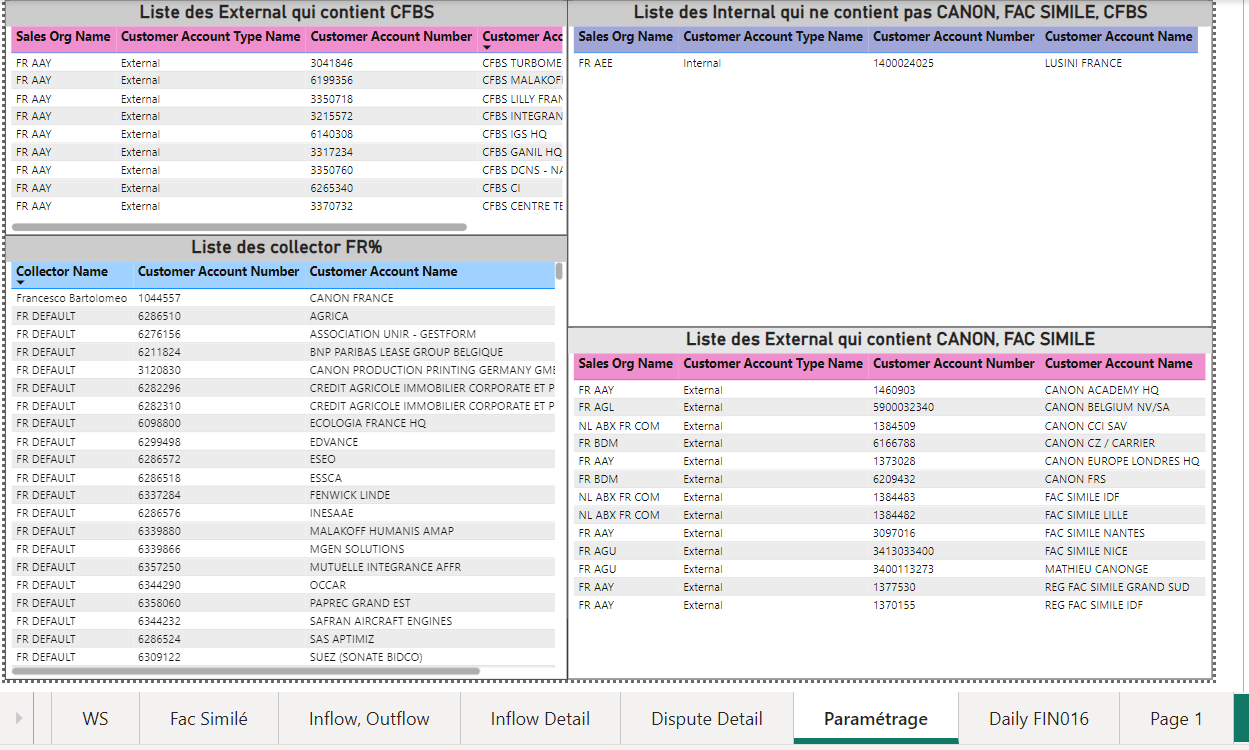 Liste des External qui contient CFBS
Sales Org Name Customer Account Type Name Customer Account Number Customer Acc
FR AAY External 3041846 CFBS TURBOME
FR AAY External 6199356 CFBS MALAKOFI
FR AAY External 3350718 CFBS LILLY FRAN
FR AAY External 3215572 CFBS INTEGRAN
FR AAY External 6140308 CFBS IGS HQ
FR AAY External 3317234 CFBS GANIL HQ
FR AAY External 3350760 CFBS DCNS - NA
FR AAY External 6265340 CFBS CI
FR AAY External 3370732 CFBS CENTRE TE
Liste des collector FR%
Collector Name Customer Account Number Customer Account Name
Francesco Bartolomeo 1044557 CANON FRANCE
FR DEFAULT 6286510 AGRICA
FR DEFAULT 6276156 ASSOCIATION UNIR - GESTFORM
FR DEFAULT 6211824 BNP PARIBAS LEASE GROUP BELGIQUE
FR DEFAULT 3120830 CANON PRODUCTION PRINTING GERMANY GME
FR DEFAULT 6282296 CREDIT AGRICOLE IMMOBILIER CORPORATE ET P
FR DEFAULT 6282310 CREDIT AGRICOLE IMMOBILIER CORPORATE ET P
FR DEFAULT 6098800 ECOLOGIA FRANCE HQ
FR DEFAULT 6299498 EDVANCE
FR DEFAULT 6286572 ESEO
FR DEFAULT 6286518 ESSCA
FR DEFAULT 6337284 FENWICK LINDE
FR DEFAULT 6286576 INESAAE
FR DEFAULT 6339880 MALAKOFF HUMANIS AMAP
FR DEFAULT 6339866 MGEN SOLUTIONS
FR DEFAULT 6357250 MUTUELLE INTEGRANCE AFFR
FR DEFAULT 6344290 OCCAR
FR DEFAULT 6358060 PAPREC GRAND EST
FR DEFAULT 6344232 SAFRAN AIRCRAFT ENGINES
FR DEFAULT 6286524 SAS APTIMIZ
FR DEFAULT 6309122 SUEZ (SONATE BIDCO)
Liste des Internal qui ne contient pas CANON, FAC SIMILE, CFBS
Sales Org Name Customer Account Type Name Customer Account Number Customer Account Name
FR AEE Internal 1400024025 LUSINI FRANCE
Liste des External qui contient CANON, FAC SIMILE
Sales Org Name Customer Account Type Name Customer Account Number Customer Account Name
FR AAY External 1460903 CANON ACADEMY HQ
FR AGL External 5900032340 CANON BELGIUM NV/SA
NL ABX FR COM External 1384509 CANON CCI SAV
FR BDM External 6166788 CANON CZ / CARRIER
FR AAY External 1373028 CANON EUROPE LONDRES HQ
FR BDM External 6209432 CANON FRS
NL ABX FR COM External 1384483 FAC SIMILE IDF
NL ABX FR COM External 1384482 FAC SIMILE LILLE
FR AAY External 3097016 FAC SIMILE NANTES
FR AGU External 3413033400 FAC SIMILE NICE
FR AGU External 3400113273 MATHIEU CANONGE
FR AAY External 1377530 REG FAC SIMILE GRAND SUD
FR AAY External 1370155 REG FAC SIMILE IDF
WS Fac Similé Inflow, Outflow Inflow Detail Dispute Detail Paramétrage Daily FIN016 Page 1